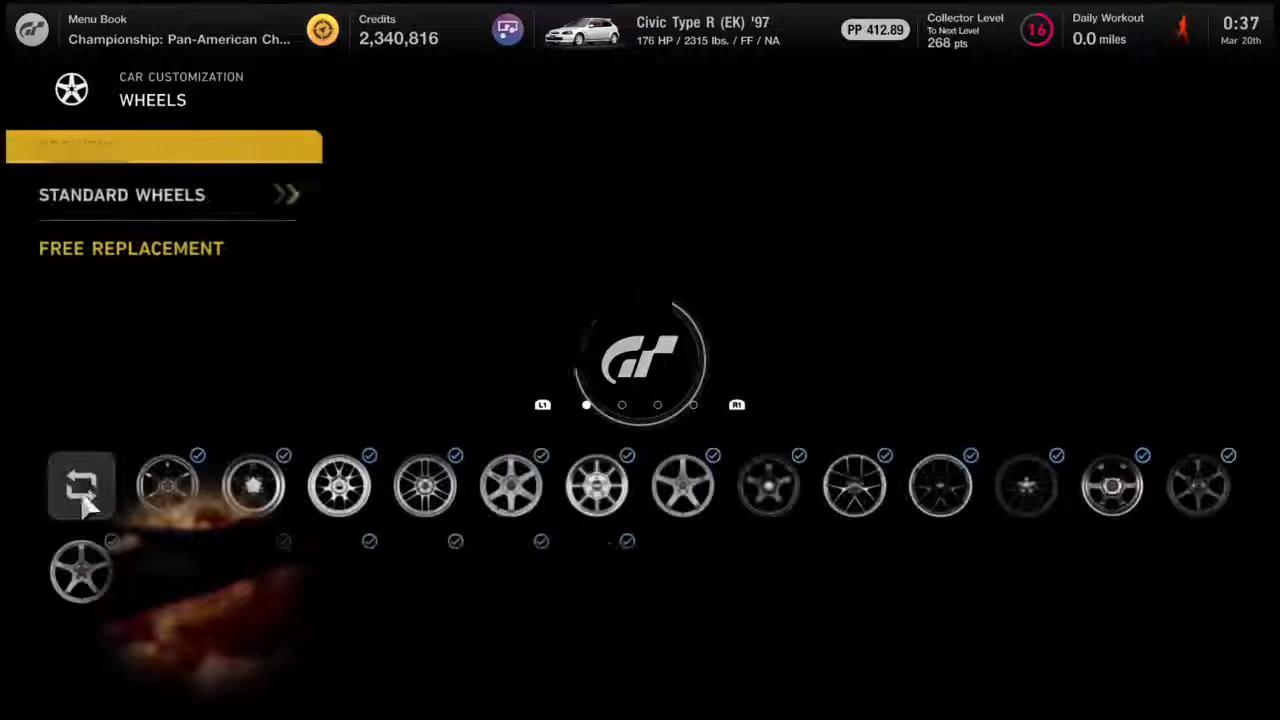 Menu Book
Championship: Pan-American Ch...
Credits
2,340,816
Civic Type R (EK) '97
176 HP / 2315 lbs. / FF / NA
PP 412.89
Collector Level
To Next Level
268 pts
16
Daily Workout
0.0 miles
0:37
Mar 20th
CAR CUSTOMIZATION
WHEELS
STANDARD WHEELS
FREE REPLACEMENT
L1
R1